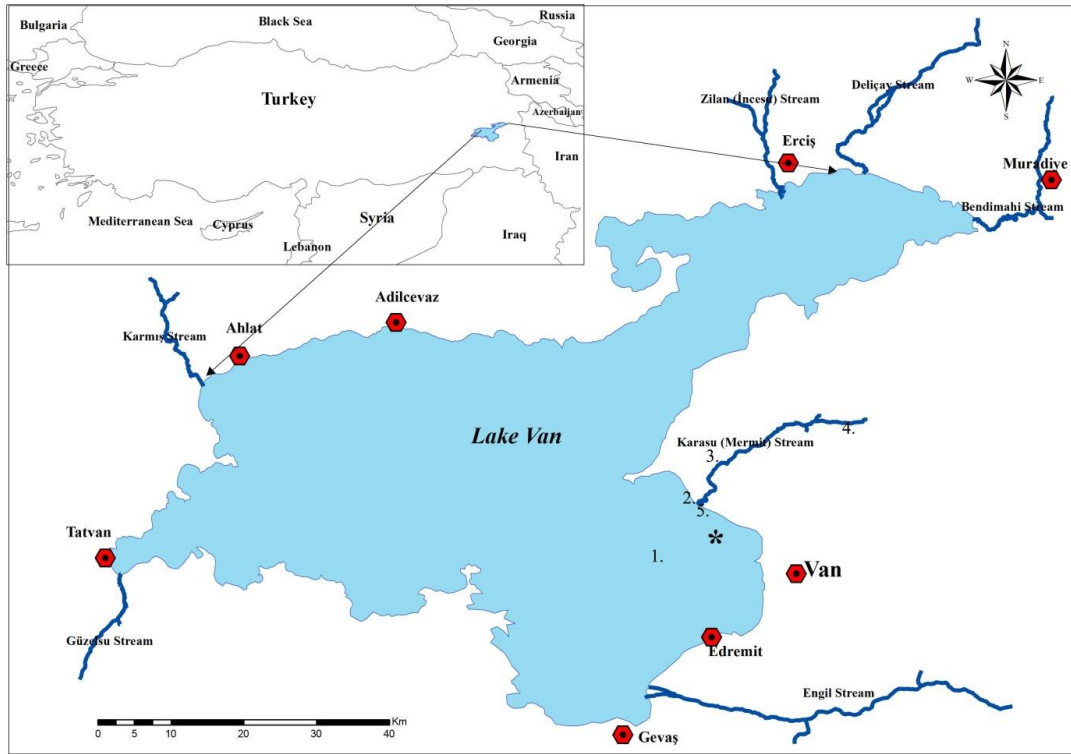 Bulgaria
Black Sea
Russia
Georgia
Greece
Armenia
Turkey
Azerbaijan
Iran
Mediterranean Sea
Cyprus
Syria
Lebanon
Iraq
N
W E
S
Zilan (İncesu) Stream
Deliçay Stream
Erciş
Muradiye
Bendimahi Stream
Adilcevaz
Ahlat
Karmış Stream
Lake Van
Karasu (Mermit) Stream
4.
3.
2.
5.
*
1.
Tatvan
Van
Güzelsu Stream
Edremit
Engil Stream
Gevaş
Km
0 5 10 20 30 40